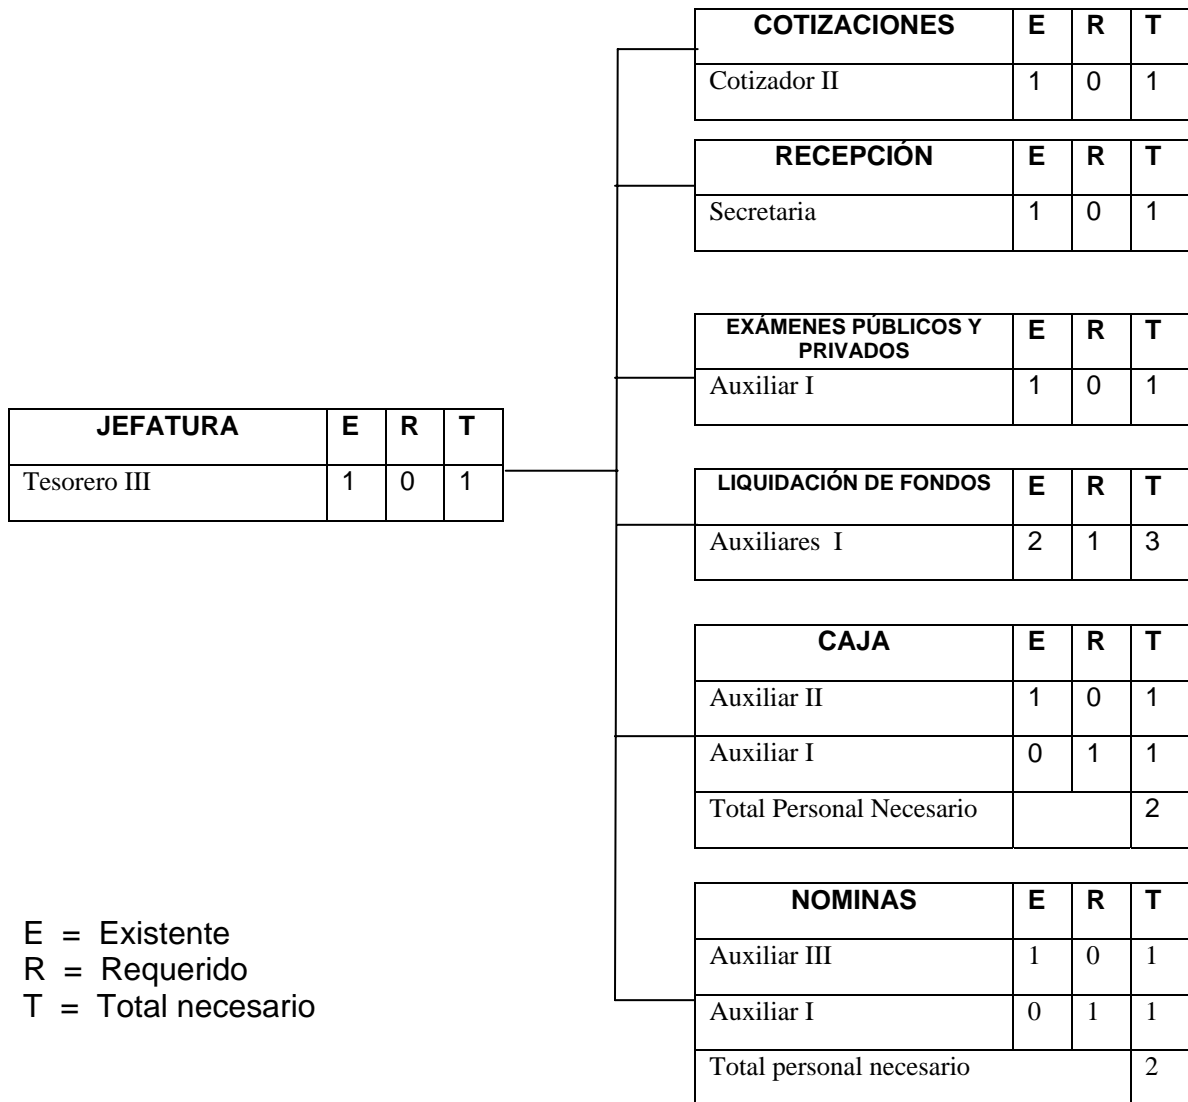 COTIZACIONES E R T
Cotizador II 1 0 1
RECEPCIÓN E R T
Secretaria 1 0 1
EXÁMENES PÚBLICOS Y
PRIVADOS E R T
Auxiliar I 1 0 1
JEFATURA E R T
Tesorero III 1 0 1
LIQUIDACIÓN DE FONDOS E R T
Auxiliares I 2 1 3
CAJA E R T
Auxiliar II 1 0 1
Auxiliar I 0 1 1
Total Personal Necesario 2
NOMINAS E R T
Auxiliar III 1 0 1
Auxiliar I 0 1 1
Total personal necesario 2
E = Existente
R = Requerido
T = Total necesario